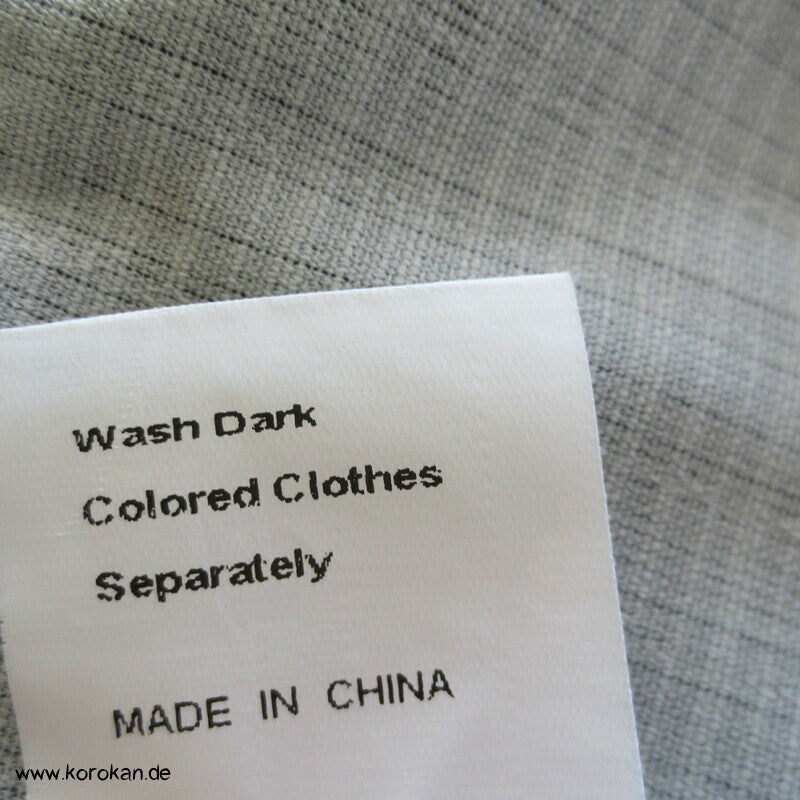 Wash Dark
Colored Clothes
Separately
MADE IN CHINA
www.korokan.de